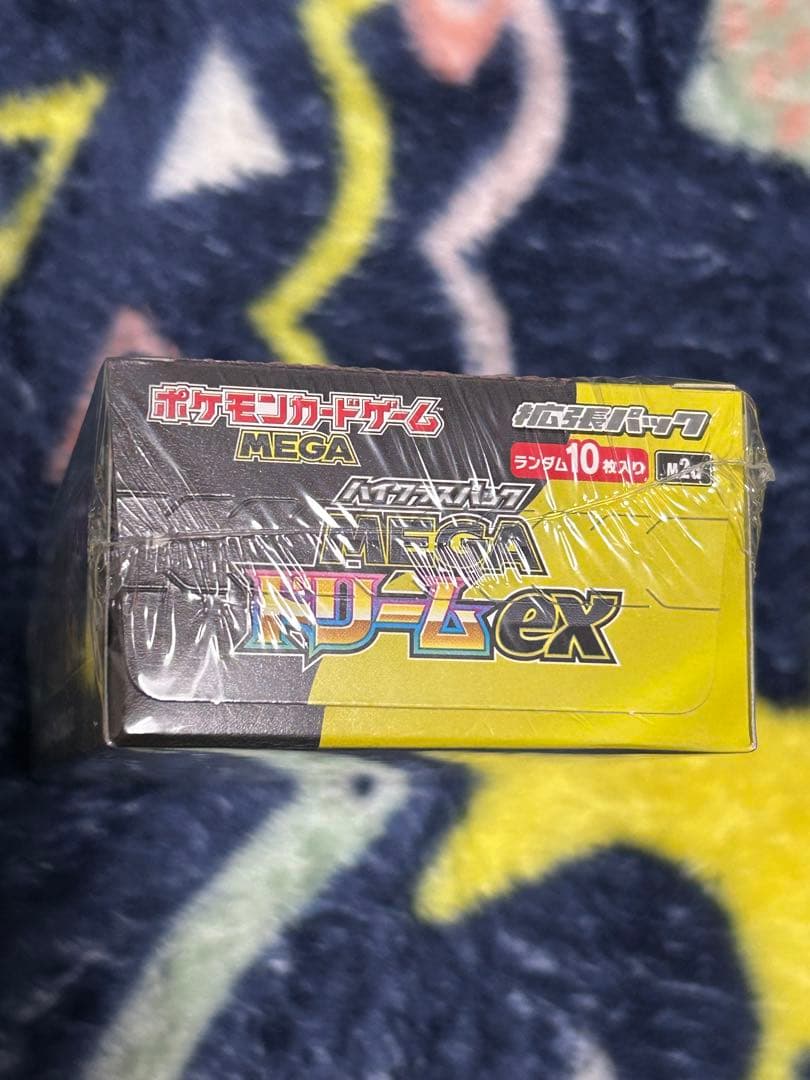 ポケモンカードゲーム
MEGA
拡張パック
ランダム10枚入り
M2a
ハイクラスパック
MEGA
ドリームex